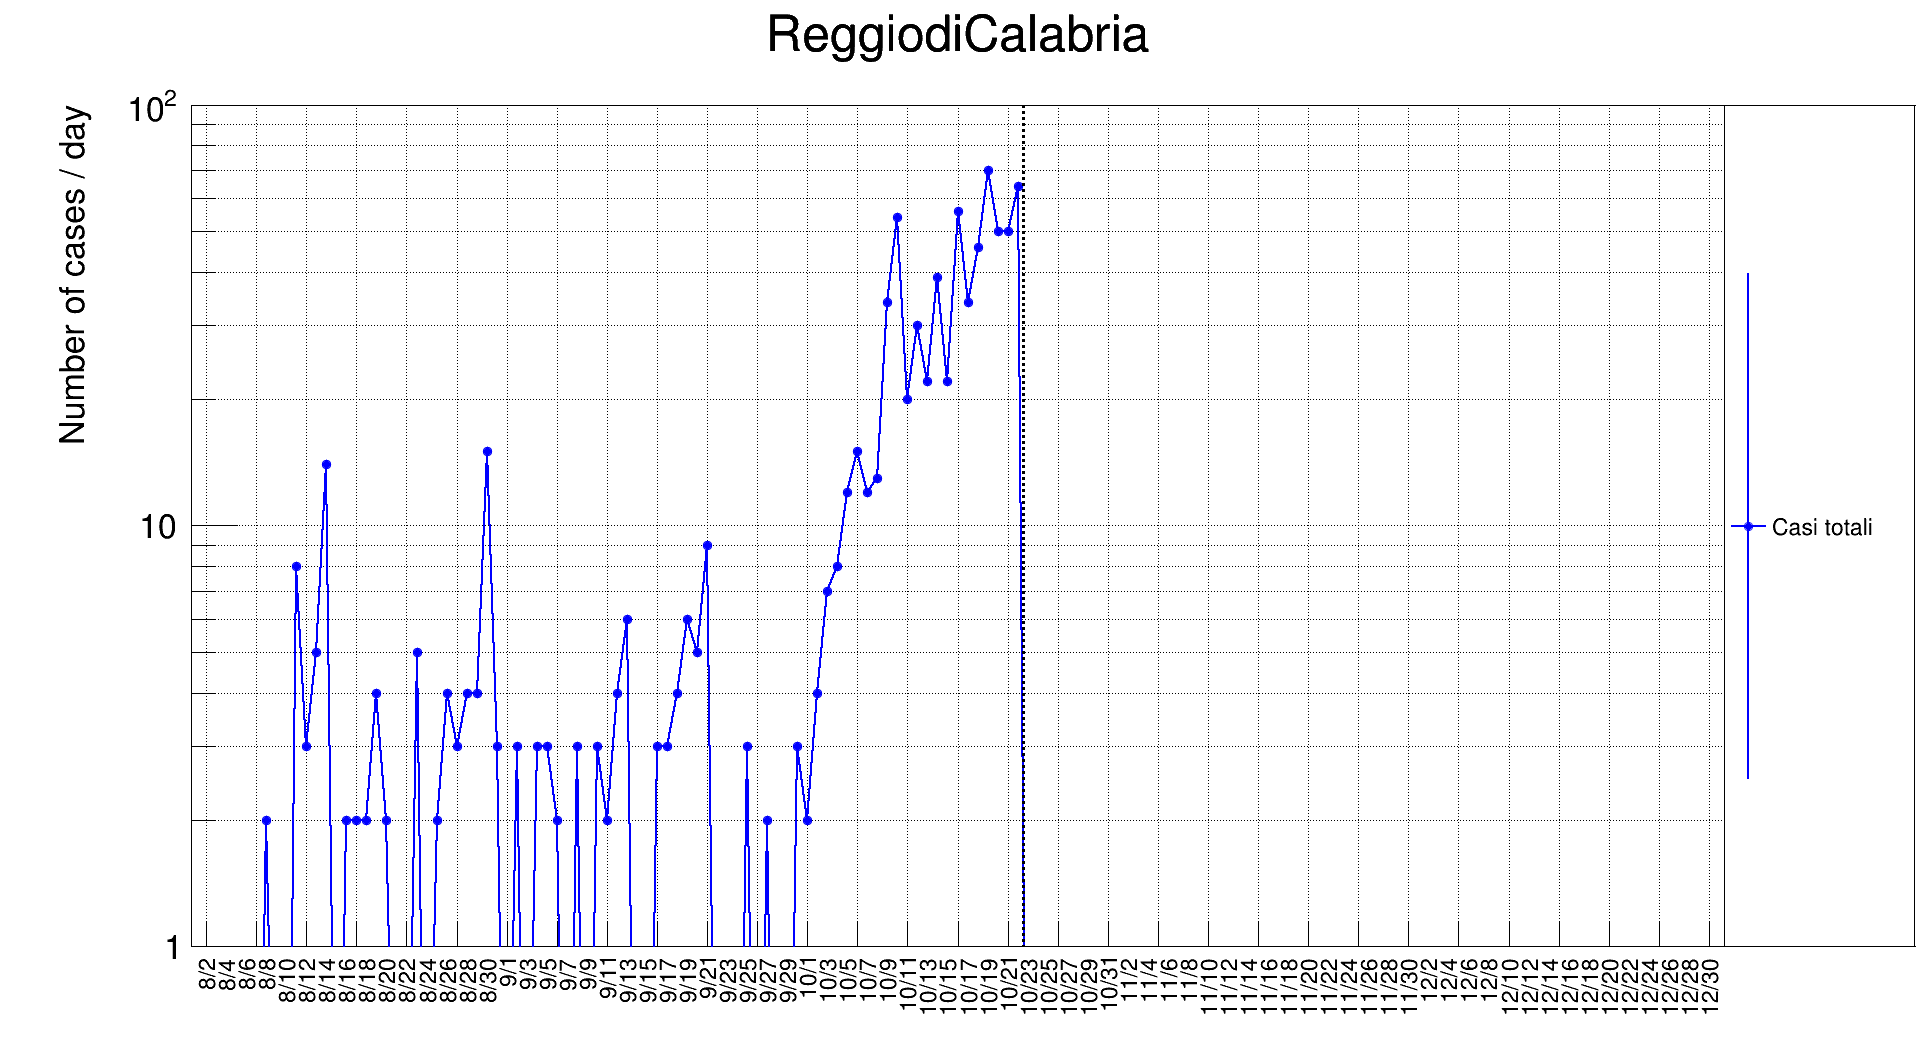 ReggiodiCalabria
Number of cases / day
10²
10
1
Casi totali
8/2 8/4 8/6 8/8 8/10 8/12 8/14 8/16 8/18 8/20 8/22 8/24 8/26 8/28 8/30 9/1 9/3 9/5 9/7 9/9 9/11 9/13 9/15 9/17 9/19 9/21 9/23 9/25 9/27 9/29 10/1 10/3 10/5 10/7 10/9 10/11 10/13 10/15 10/17 10/19 10/21 10/23 10/25 10/27 10/29 10/31 11/2 11/4 11/6 11/8 11/10 11/12 11/14 11/16 11/18 11/20 11/22 11/24 11/26 11/28 11/30 12/2 12/4 12/6 12/8 12/10 12/12 12/14 12/16 12/18 12/20 12/22 12/24 12/26 12/28 12/30